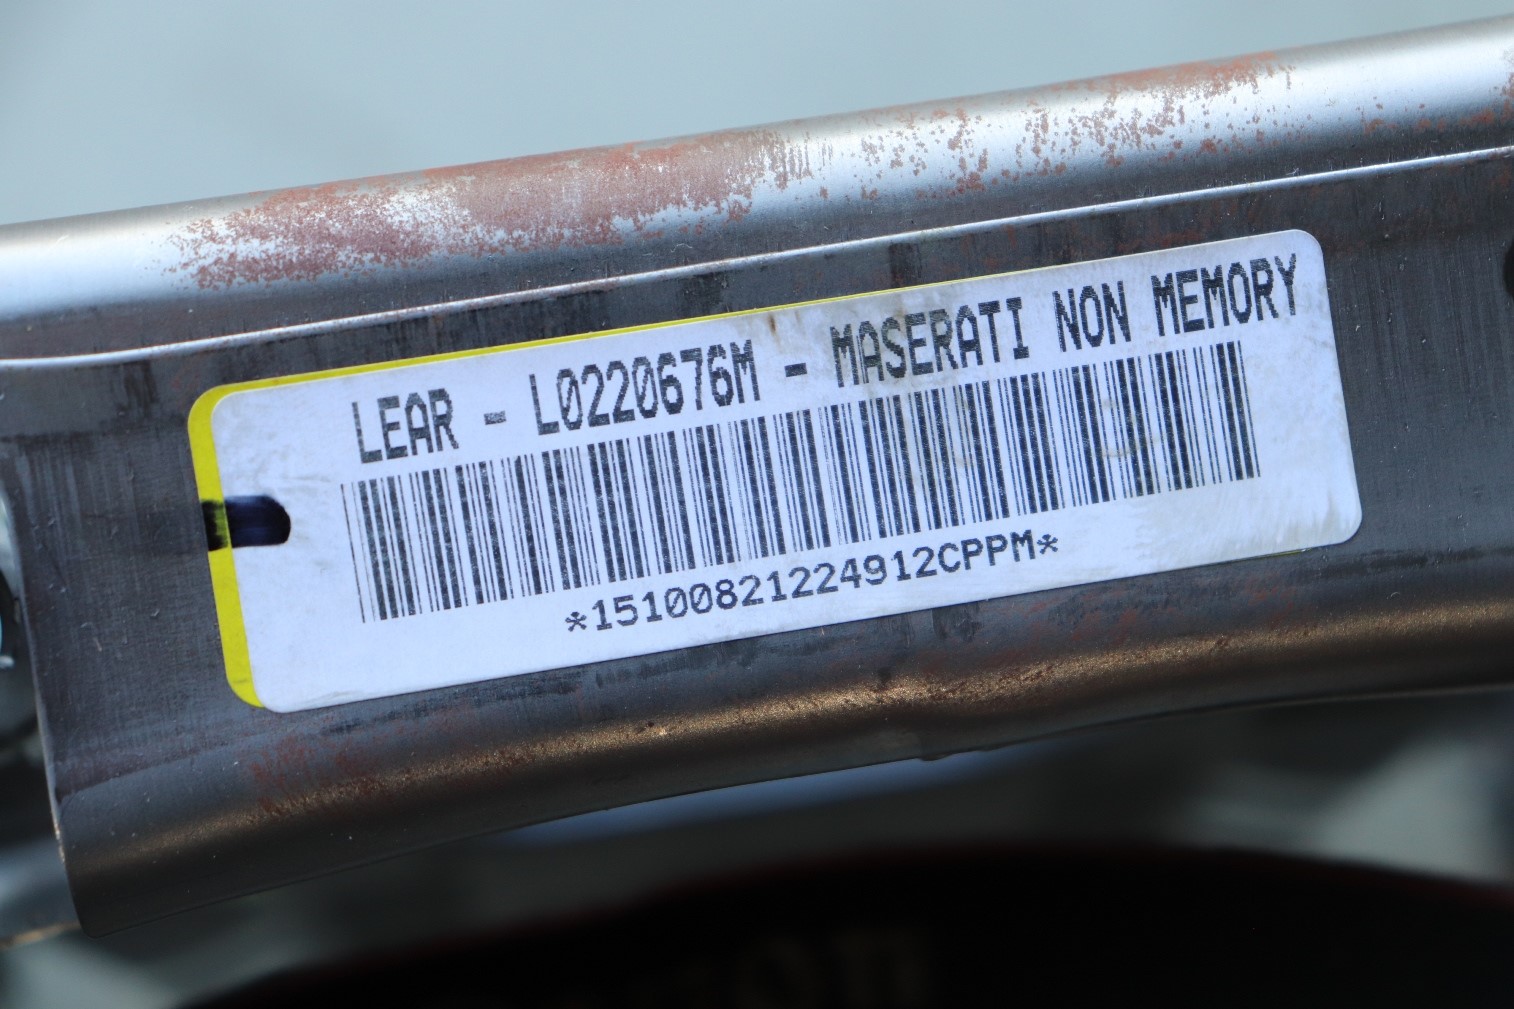 LEAR - L0220676M - MASERATI NON MEMORY
*15100821224912CPPM*